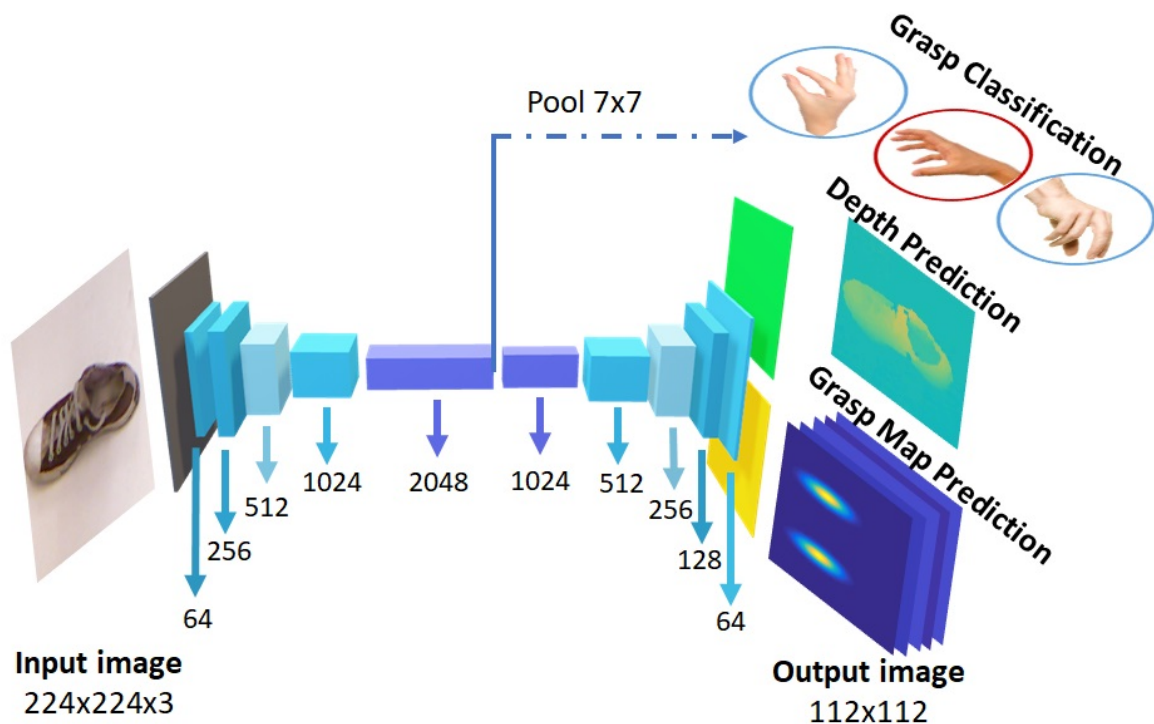 Grasp Classification
Pool 7x7
Depth Prediction
Grasp Map Prediction
64
256
512
1024
2048
1024
512
256
128
64
Input image
224x224x3
Output image
112x112